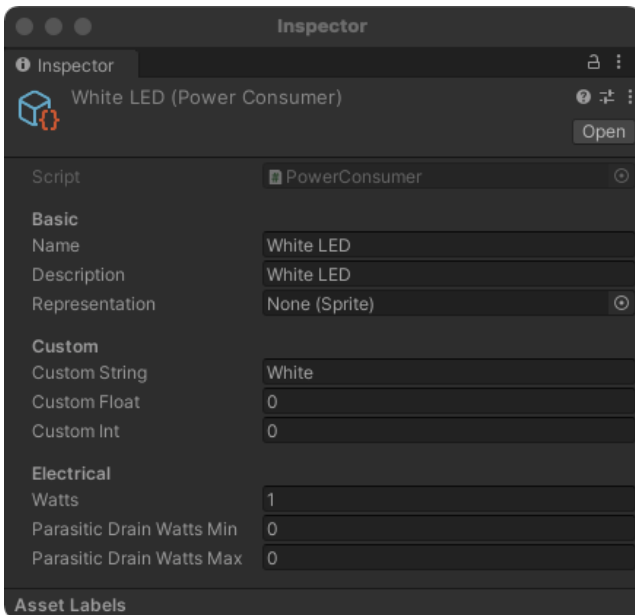 Inspector
Inspector
White LED (Power Consumer)
Open
Script PowerConsumer
Basic
Name White LED
Description White LED
Representation None (Sprite)
Custom
Custom String White
Custom Float 0
Custom Int 0
Electrical
Watts 1
Parasitic Drain Watts Min 0
Parasitic Drain Watts Max 0
Asset Labels